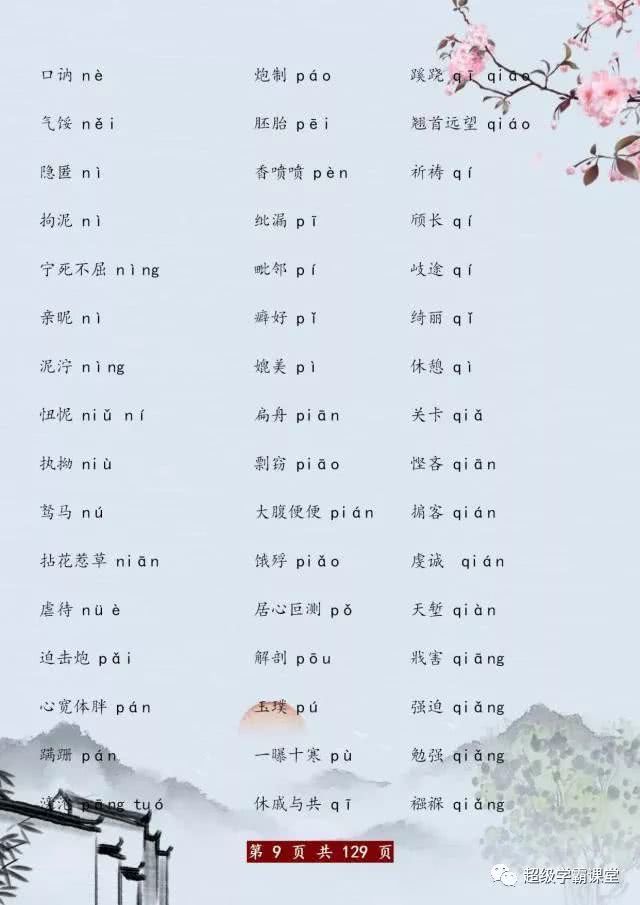 口讷 nè
气馁 něi
隐匿 nì
拘泥 nì
宁死不屈 nìng
亲昵 nì
泥泞 nìng
忸怩 niǔ ní
执拗 niù
驽马 nú
拈花惹草 niān
虐待 nüè
迫击炮 pǎi
心宽体胖 pán
蹒跚 pán
滂沱 pāng tuó
炮制 páo
胚胎 pēi
香喷喷 pèn
纰漏 pī
毗邻 pí
癖好 pǐ
媲美 pì
扁舟 piān
剽窃 piāo
大腹便便 pián
饿殍 piǎo
居心叵测 pǒ
解剖 pōu
玉璞 pú
一曝十寒 pù
休戚与共 qī
蹊跷 qī qiāo
翘首远望 qiáo
祈祷 qí
颀长 qí
歧途 qí
绮丽 qǐ
休憩 qì
关卡 qiǎ
悭吝 qiān
掮客 qián
虔诚 qián
天堑 qiàn
戕害 qiāng
强迫 qiǎng
勉强 qiǎng
襁褓 qiǎng
第 9 页 共 129 页
超级学霸课堂